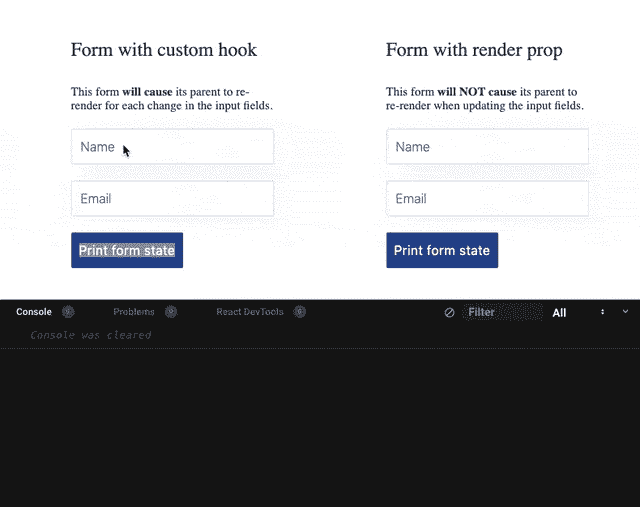 Form with custom hook
This form will cause its parent to re-
render for each change in the input fields.
Name
Email
Print form state
Form with render prop
This form will NOT cause its parent to
re-render when updating the input fields.
Name
Email
Print form state
Console Problems React DevTools Filter All
Console was cleared